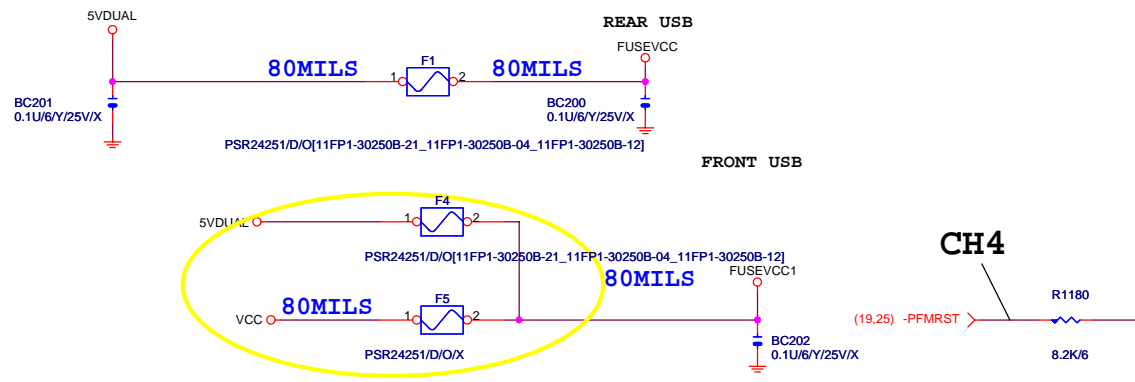 5VDUAL
REAR USB
FUSEVCC
F1
80MILS
1
2
80MILS
BC201
0.1U/6/Y/25V/X
BC200
0.1U/6/Y/25V/X
PSR24251/D/O[11FP1-30250B-21_11FP1-30250B-04_11FP1-30250B-12]
FRONT USB
F4
5VDUAL
1
2
PSR24251/D/O[11FP1-30250B-21_11FP1-30250B-04_11FP1-30250B-12]
80MILS
FUSEVCC1
CH4
F5
80MILS
VCC
1
2
PSR24251/D/O/X
BC202
0.1U/6/Y/25V/X
R1180
(19,25) -PFMRST
8.2K/6